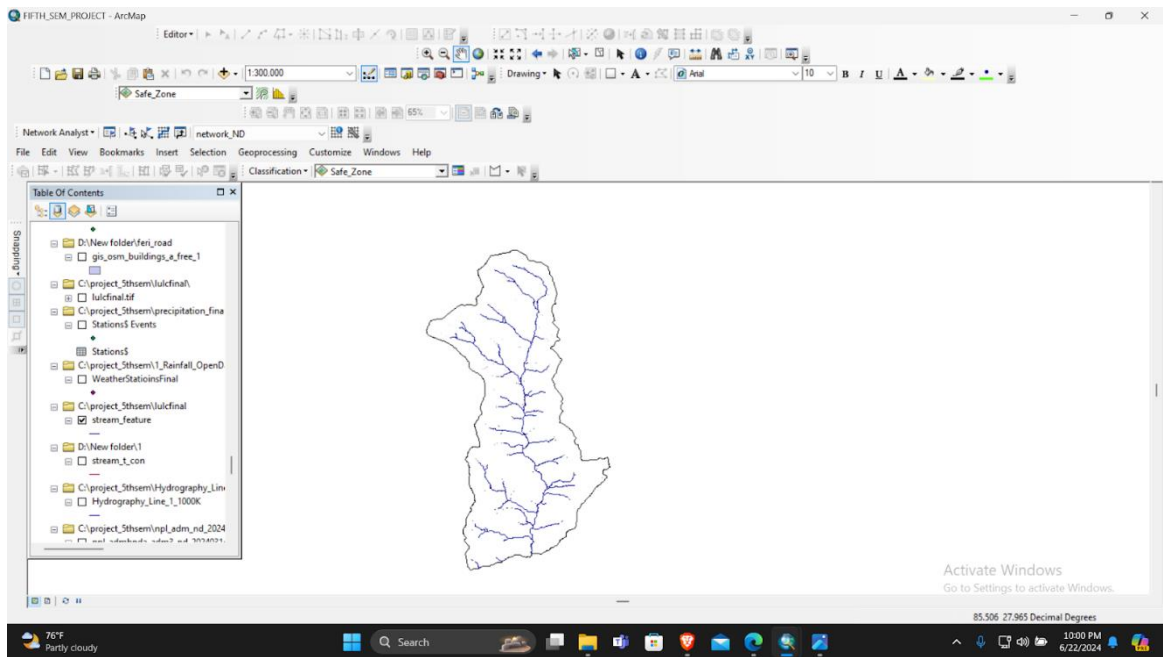 FIFTH_SEM_PROJECT - ArcMap
Editor
1:300.000
Drawing
A
Arial
10
B I U A
Safe_Zone
65%
Network Analyst
network_ND
File Edit View Bookmarks Insert Selection Geoprocessing Customize Windows Help
Classification
Safe_Zone
Table Of Contents
Snapping
D:\New folder\feri_road
gis_osm_buildings_a_free_1
C:\project_5thsem\lulcfinal\
lulcfinal.tif
C:\project_5thsem\precipitation_fina
Stations$ Events
Stations$
C:\project_5thsem\1_Rainfall_OpenD
WeatherStatioinsFinal
C:\project_5thsem\lulcfinal
stream_feature
D:\New folder\1
stream_t_con
C:\project_5thsem\Hydrography_Line
Hydrography_Line_1_1000K
C:\project_5thsem\npl_adm_nd_2024
Activate Windows
Go to Settings to activate Windows.
85.506 27.965 Decimal Degrees
76°F
Partly cloudy
Search
10:00 PM
6/22/2024